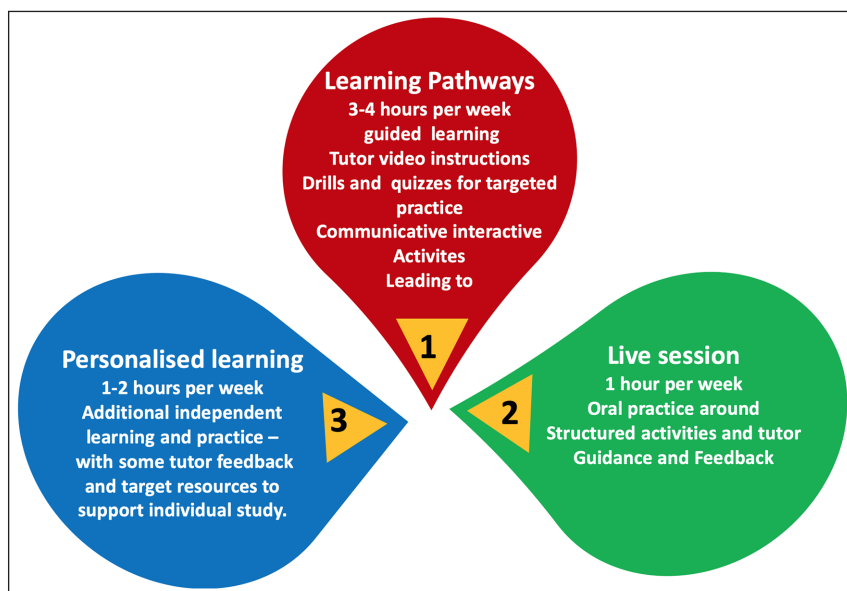 Learning Pathways
3-4 hours per week
guided learning
Tutor video instructions
Drills and quizzes for targeted
practice
Communicative interactive
Activites
Leading to
1
Live session
1 hour per week
Oral practice around
Structured activities and tutor
Guidance and Feedback
2
Personalised learning
1-2 hours per week
Additional independent
learning and practice –
with some tutor feedback
and target resources to
support individual study.
3